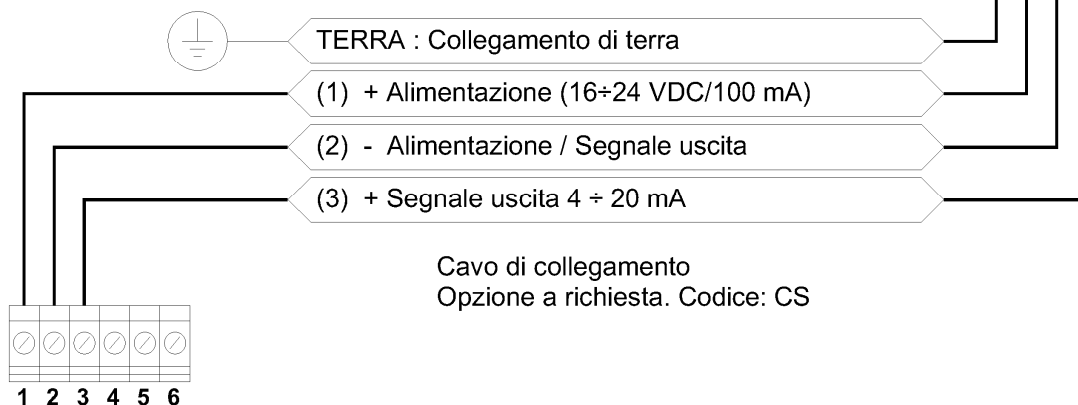 TERRA : Collegamento di terra
(1) + Alimentazione (16÷24 VDC/100 mA)
(2) - Alimentazione / Segnale uscita
(3) + Segnale uscita 4 ÷ 20 mA
Cavo di collegamento
Opzione a richiesta. Codice: CS
1 2 3 4 5 6